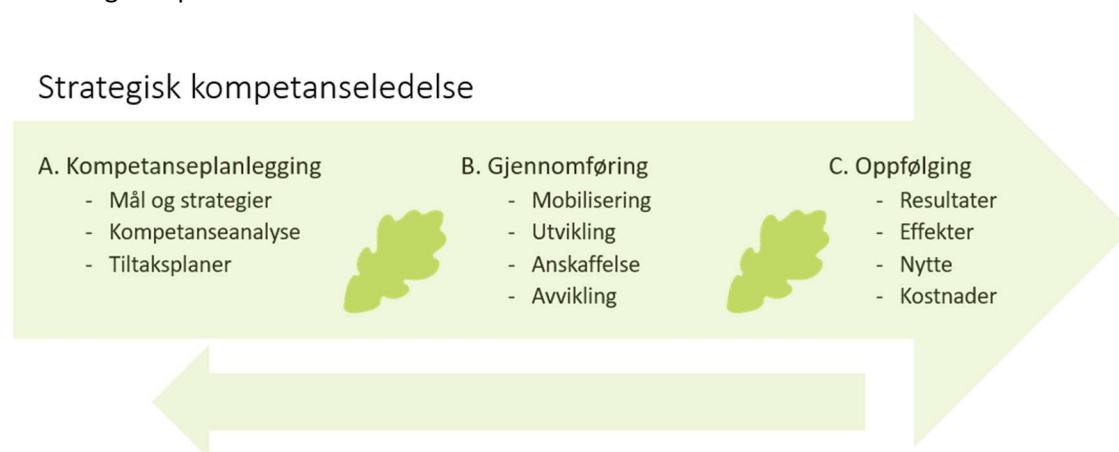 Strategisk kompetanseledelse
A. Kompetanseplanlegging
- Mål og strategier
- Kompetanseanalyse
- Tiltaksplaner
B. Gjennomføring
- Mobilisering
- Utvikling
- Anskaffelse
- Avvikling
C. Oppfølging
- Resultater
- Effekter
- Nytte
- Kostnader